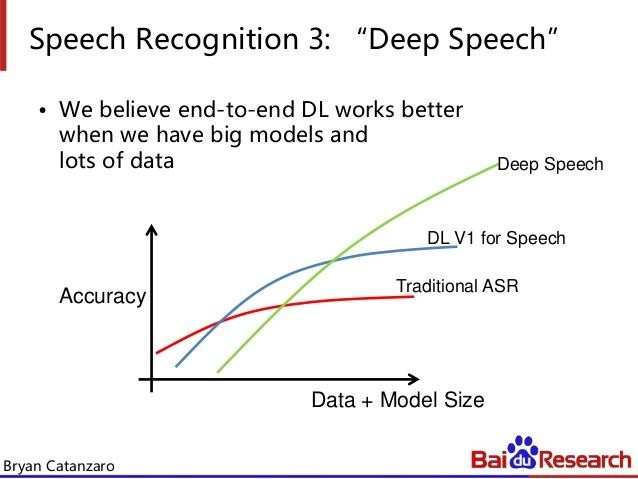 Speech Recognition 3: “Deep Speech”
• We believe end-to-end DL works better
when we have big models and
lots of data
Deep Speech
DL V1 for Speech
Traditional ASR
Accuracy
Data + Model Size
Bryan Catanzaro
Bai du Research